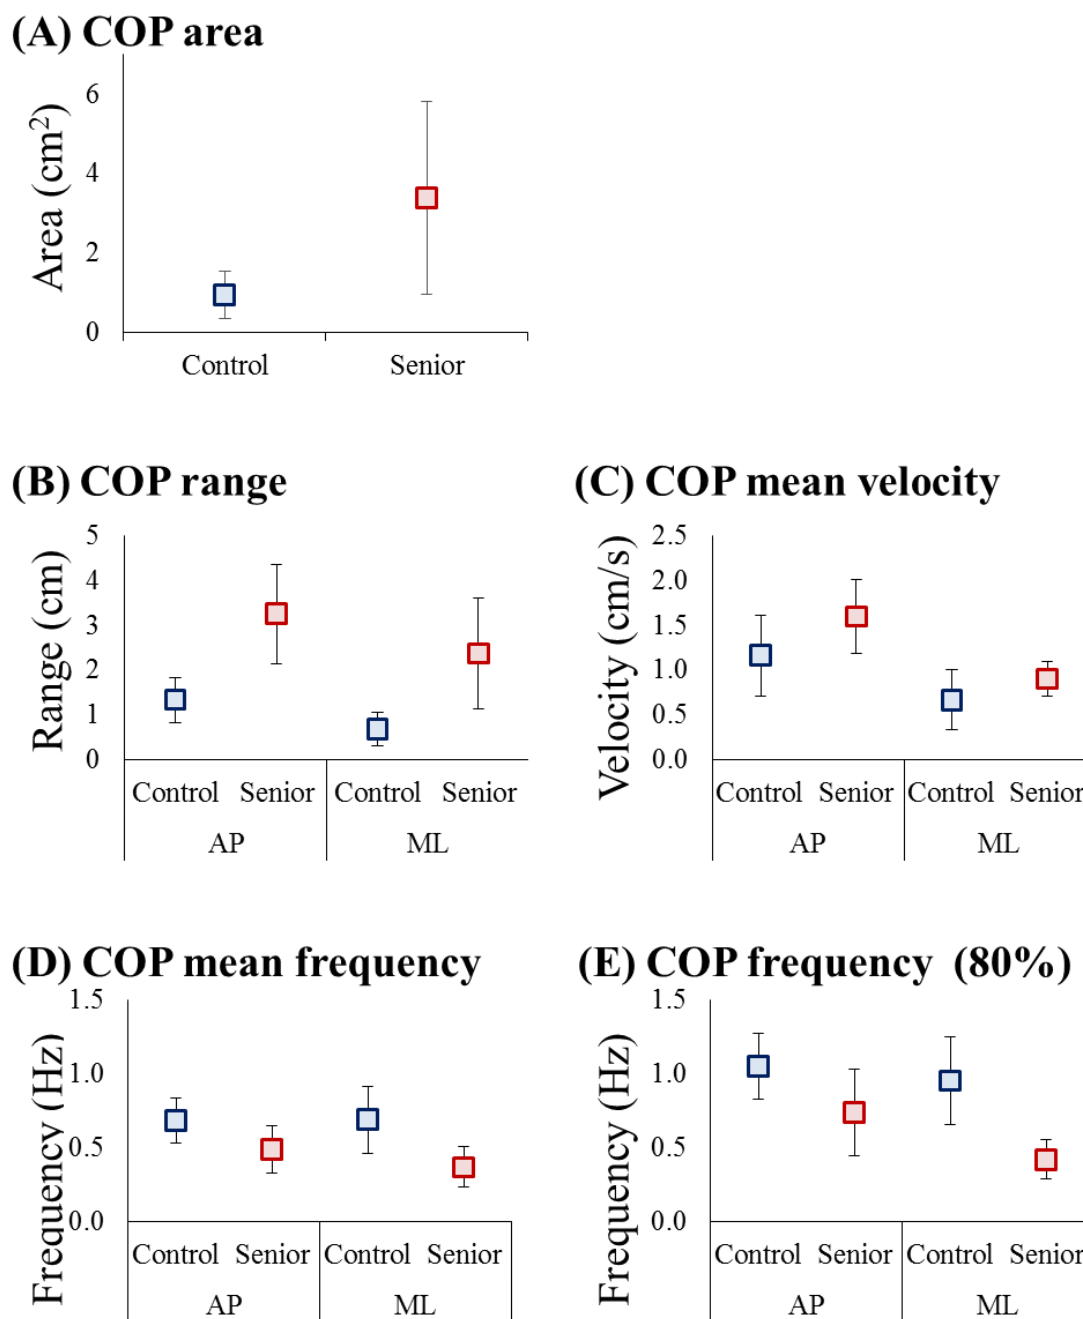 (A) COP area
Area (cm²)
6
4
2
0
Control Senior
(B) COP range
Range (cm)
5
4
3
2
1
0
Control Senior Control Senior
AP ML
(C) COP mean velocity
Velocity (cm/s)
2.5
2.0
1.5
1.0
0.5
0.0
Control Senior Control Senior
AP ML
(D) COP mean frequency
Frequency (Hz)
1.5
1.0
0.5
0.0
Control Senior Control Senior
AP ML
(E) COP frequency (80%)
Frequency (Hz)
1.5
1.0
0.5
0.0
Control Senior Control Senior
AP ML